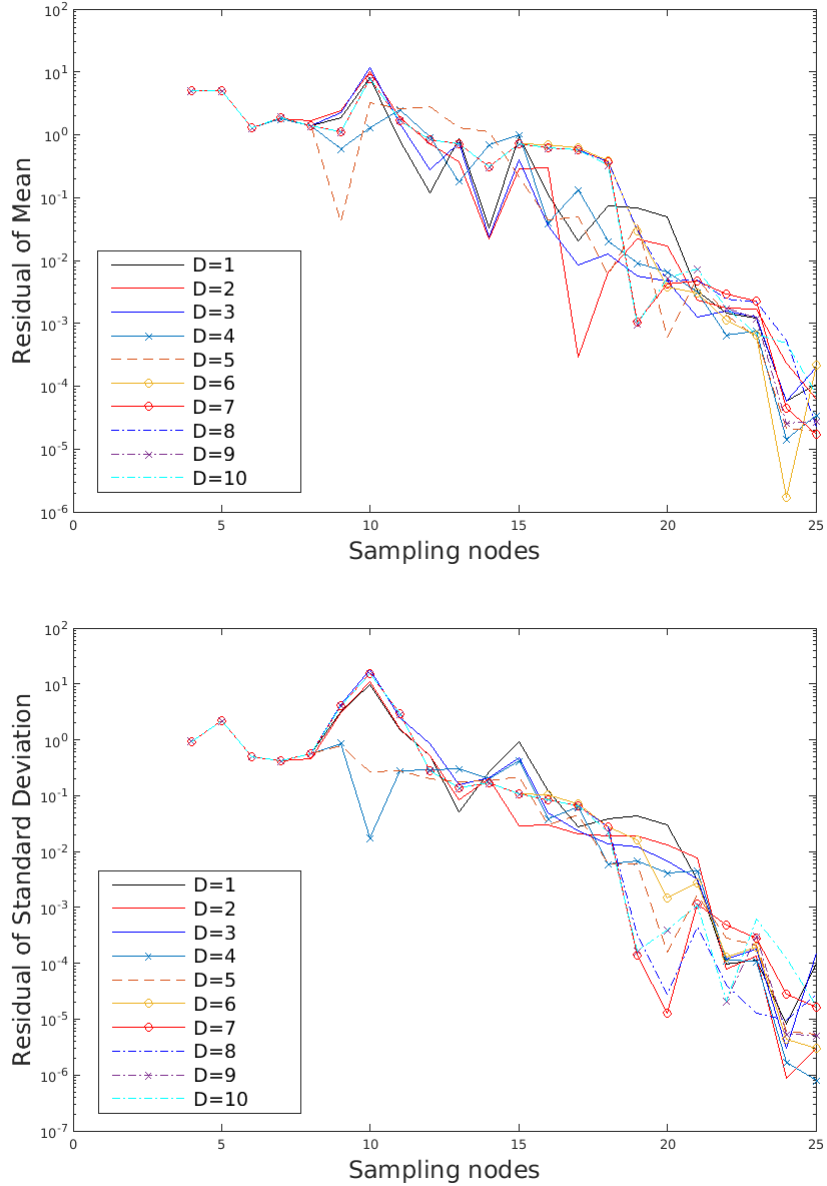 10^2
10^1
10^0
10^-1
10^-2
10^-3
10^-4
10^-5
10^-6
Residual of Mean
D=1
D=2
D=3
D=4
D=5
D=6
D=7
D=8
D=9
D=10
0 5 10 15 20 25
Sampling nodes
10^2
10^1
10^0
10^-1
10^-2
10^-3
10^-4
10^-5
10^-6
10^-7
Residual of Standard Deviation
D=1
D=2
D=3
D=4
D=5
D=6
D=7
D=8
D=9
D=10
0 5 10 15 20 25
Sampling nodes